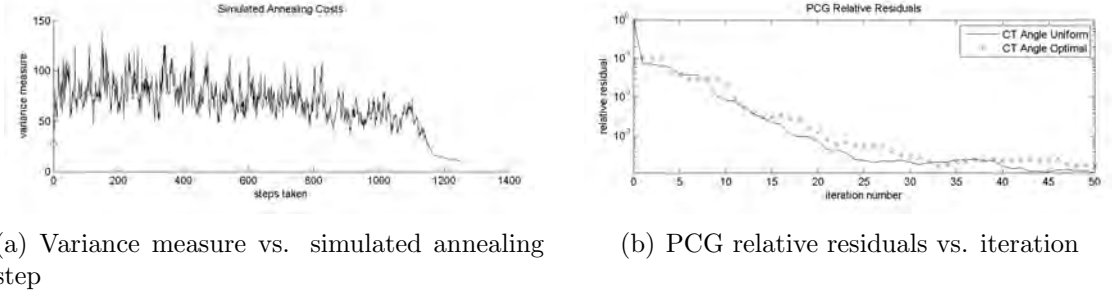 Simulated Annealing Costs
150
100
50
0
variance measure
0 200 400 600 800 1000 1200 1400
steps taken
(a) Variance measure vs. simulated annealing
step
PCG Relative Residuals
CT Angle Uniform
CT Angle Optimal
relative residual
0 5 10 15 20 25 30 35 40 45 50
iteration number
(b) PCG relative residuals vs. iteration